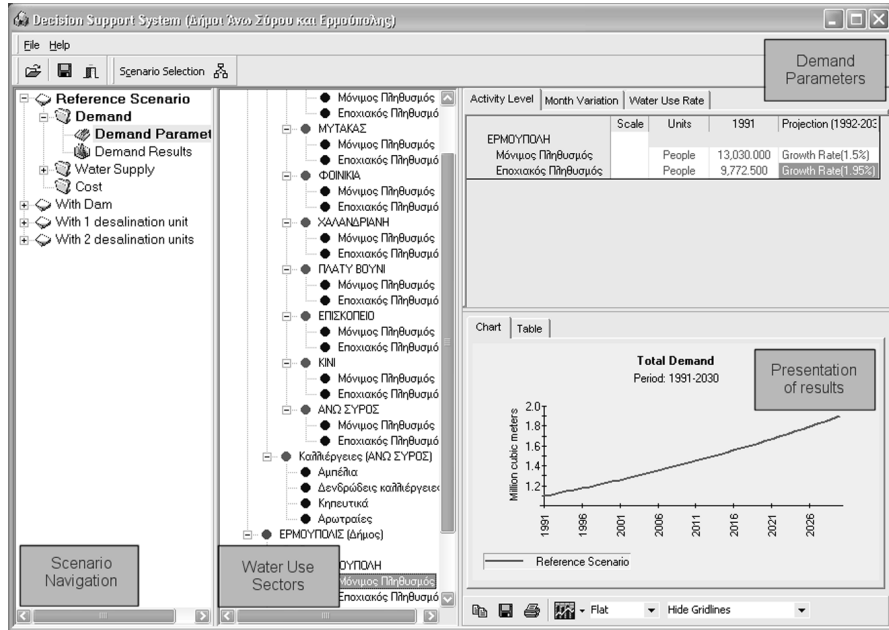 Decision Support System (Δήμοι Άνω Σύρου και Ερμούπολης)
File Help
Scenario Selection
Demand
Parameters
Reference Scenario
Demand
Demand Paramet
Demand Results
Water Supply
Cost
With Dam
With 1 desalination unit
With 2 desalination units
Scenario
Navigation
Μόνιμος Πληθυσμός
Εποχιακός Πληθυσμό
ΜΥΤΑΚΑΣ
Μόνιμος Πληθυσμός
Εποχιακός Πληθυσμό
ΦΟΙΝΙΚΙΑ
Μόνιμος Πληθυσμός
Εποχιακός Πληθυσμό
ΧΑΛΑΝΔΡΙΑΝΗ
Μόνιμος Πληθυσμός
Εποχιακός Πληθυσμό
ΠΛΑΤΥ ΒΟΥΝΙ
Μόνιμος Πληθυσμός
Εποχιακός Πληθυσμό
ΕΠΙΣΚΟΠΕΙΟ
Μόνιμος Πληθυσμός
Εποχιακός Πληθυσμό
ΚΙΝΙ
Μόνιμος Πληθυσμός
Εποχιακός Πληθυσμό
ΑΝΩ ΣΥΡΟΣ
Μόνιμος Πληθυσμός
Εποχιακός Πληθυσμό
Καλλιέργειες (ΑΝΩ ΣΥΡΟΣ)
Αμπέλια
Δενδρώδεις καλλιέργειες
Κηπευτικά
Αρωτραίες
ΕΡΜΟΥΠΟΛΙΣ (Δήμος)
ΟΥΠΟΛΗ
Μόνιμος Πληθυσμός
Εποχιακός Πληθυσμό
Water Use
Sectors
Activity Level Month Variation Water Use Rate
Scale Units 1991 Projection (1992-203
ΕΡΜΟΥΠΟΛΗ
Μόνιμος Πληθυσμός People 13,030.000 Growth Rate(1.5%)
Εποχιακός Πληθυσμός People 9,772.500 Growth Rate(1.95%)
Chart Table
Total Demand
Period: 1991-2030
Presentation
of results
Million cubic meters
2.0
1.8
1.6
1.4
1.2
1991 1996 2001 2006 2011 2016 2021 2026
Reference Scenario
Flat Hide Gridlines